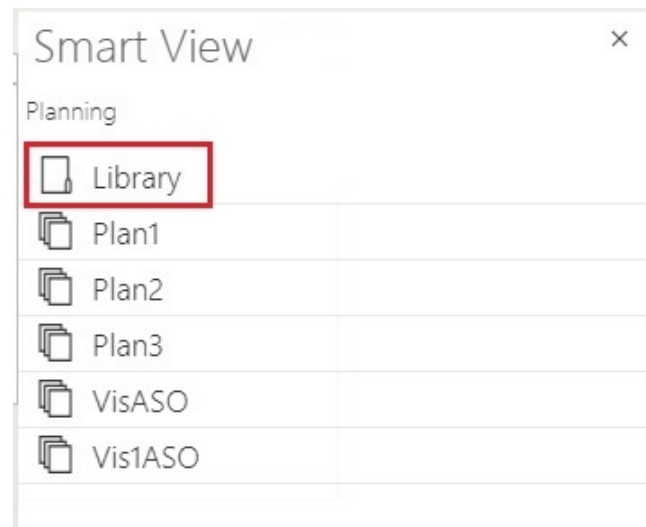 Smart View
Planning
Library
Plan1
Plan2
Plan3
VisASO
Vis1ASO